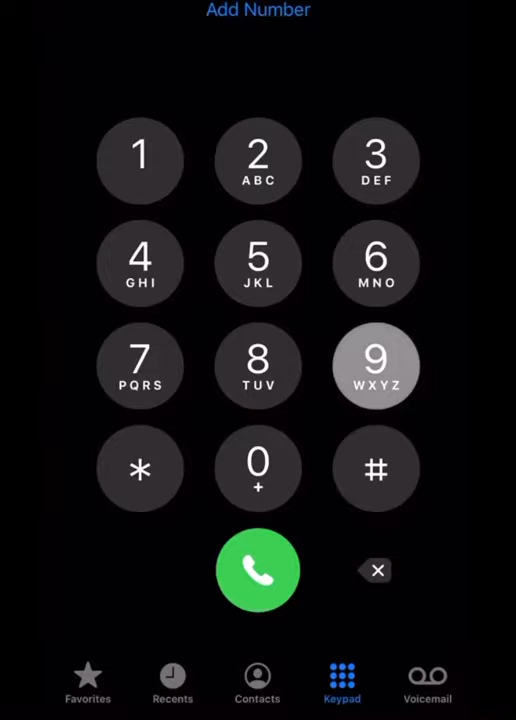 Add Number
1 2 3
ABC DEF
4 5 6
GHI JKL MNO
7 8 9
PQRS TUV WXYZ
* 0 #
+
Favorites Recents Contacts Keypad Voicemail